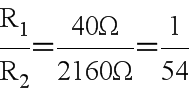 R₁/R₂ = 40Ω/2160Ω = 1/54